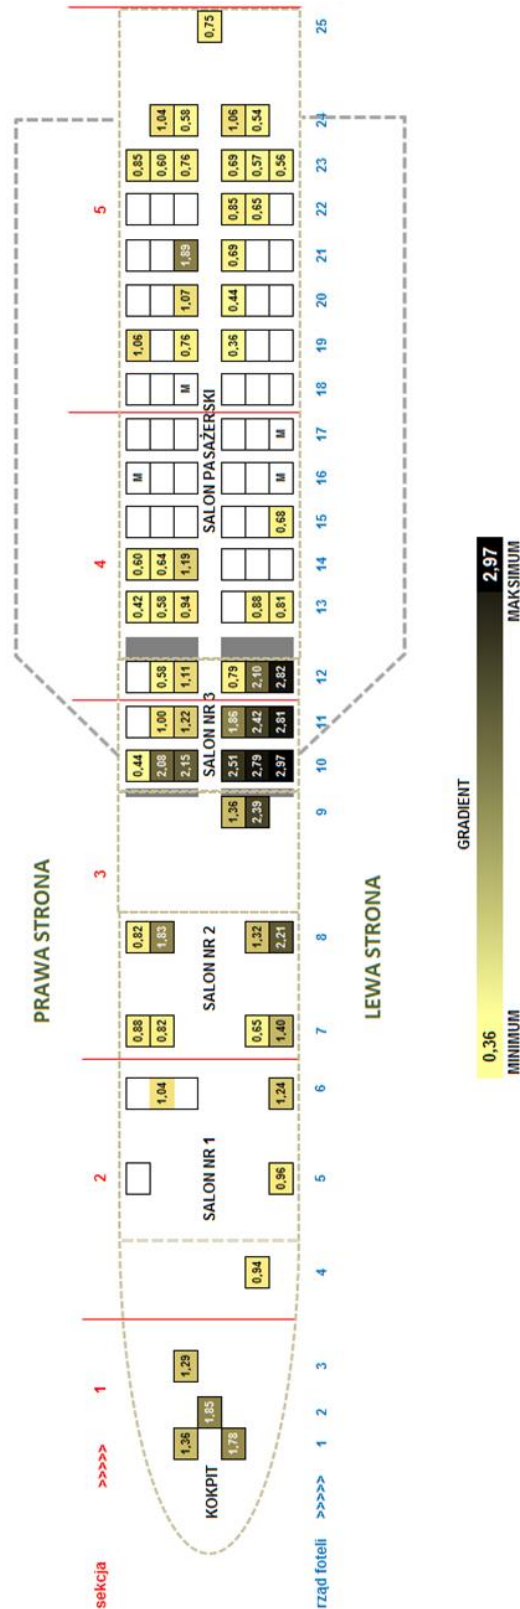 PRAWA STRONA
sekcja >>>>> 1 2 3 4 5
0,88 0,82 0,44 0,42 0,60 M 1,06 0,85
1,04 0,82 1,83 2,08 1,00 0,58 0,58 0,64 0,60 1,04
1,36 1,29 2,15 1,22 1,11 0,94 1,19 M 0,76 1,07 1,89 0,76 0,58
KOKPIT 1,85 SALON NR 1 SALON NR 2 SALON NR 3 SALON PASAŻERSKI 0,75
1,78 1,36 2,51 1,86 0,79 0,36 0,44 0,69 0,85 0,69 1,06
0,94 0,65 1,32 2,39 2,79 2,42 2,10 0,88 0,65 0,57 0,54
0,96 1,24 1,40 2,21 2,97 2,81 2,82 0,81 0,68 M M 0,56
rząd foteli >>>>> 1 2 3 4 5 6 7 8 9 10 11 12 13 14 15 16 17 18 19 20 21 22 23 24 25
LEWA STRONA
GRADIENT
0,36 2,97
MINIMUM MAKSIMUM